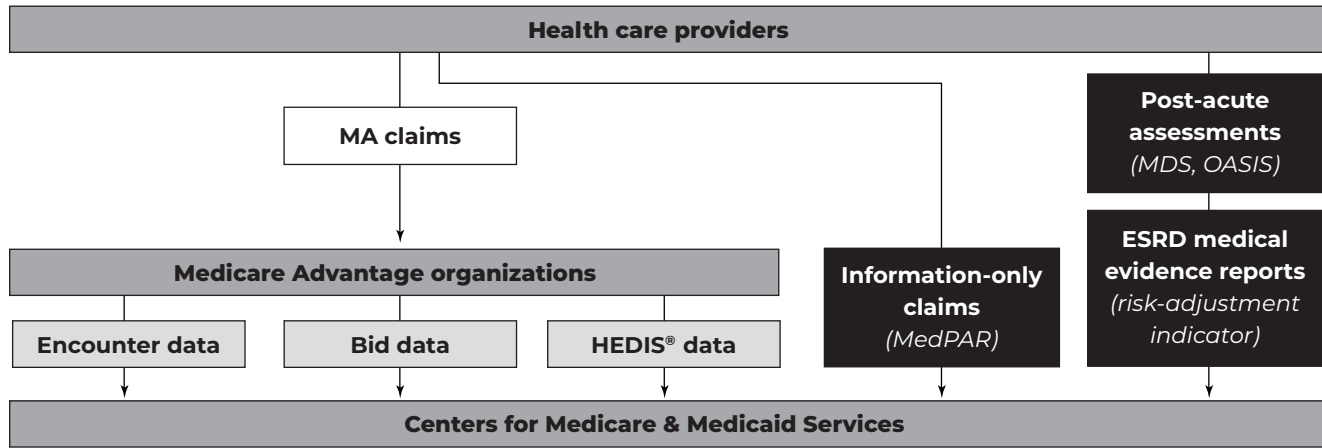 Health care providers
MA claims
Post-acute
assessments
(MDS, OASIS)
Medicare Advantage organizations
Information-only
claims
(MedPAR)
ESRD medical
evidence reports
(risk-adjustment
indicator)
Encounter data
Bid data
HEDIS® data
Centers for Medicare & Medicaid Services